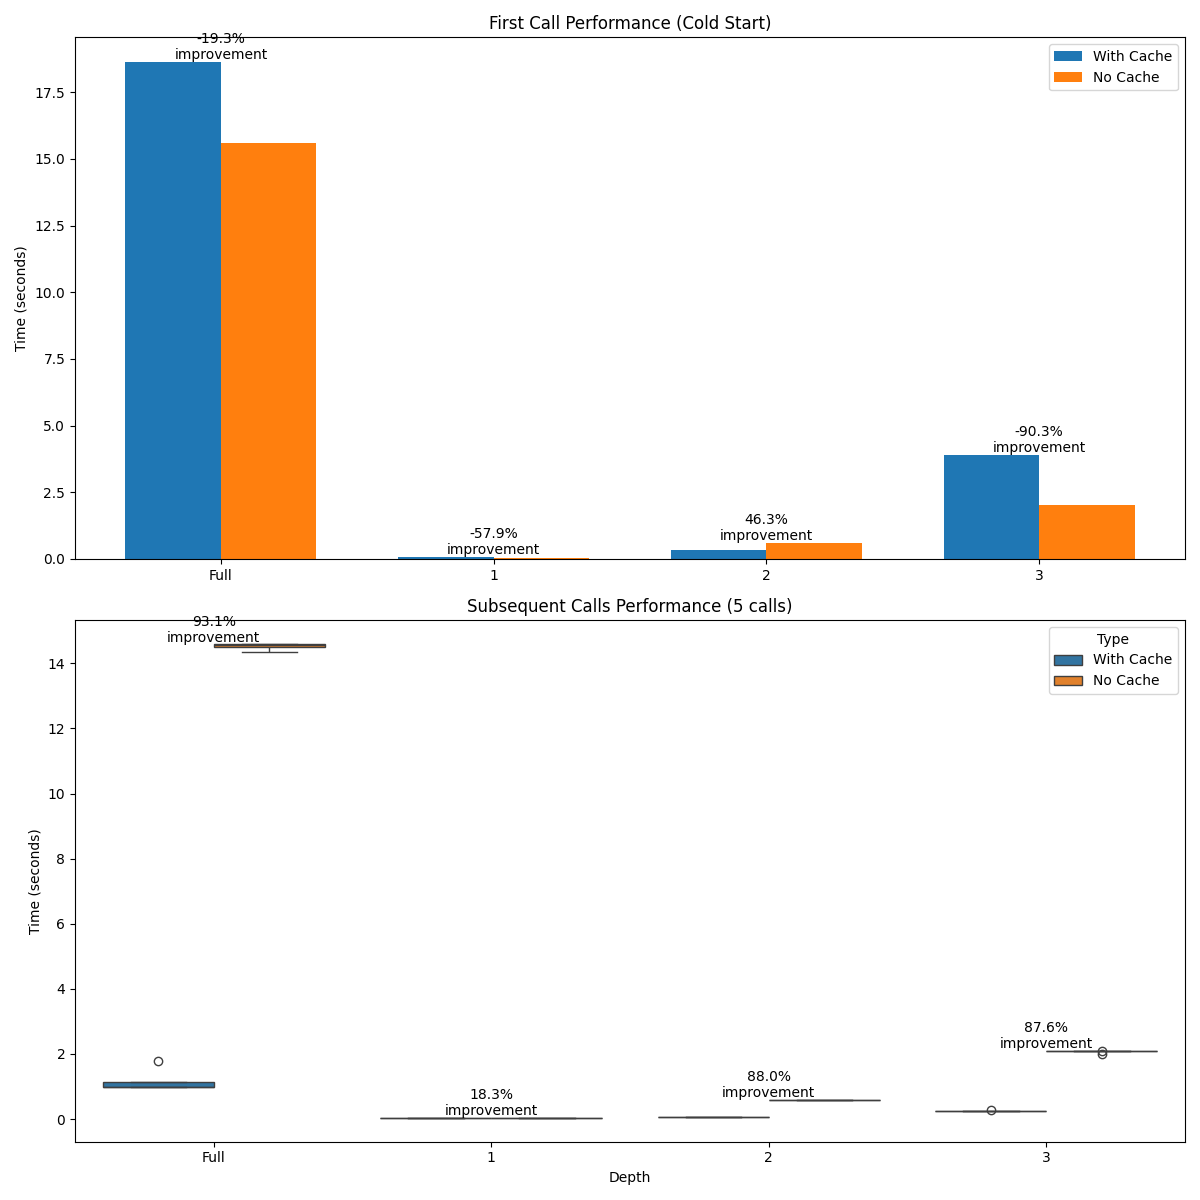 First Call Performance (Cold Start)
Time (seconds)
17.5
15.0
12.5
10.0
7.5
5.0
2.5
0.0
With Cache
No Cache
-19.3%
improvement
-57.9%
improvement
46.3%
improvement
-90.3%
improvement
Full
1
2
3
Subsequent Calls Performance (5 calls)
Time (seconds)
14
12
10
8
6
4
2
0
Type
With Cache
No Cache
93.1%
improvement
18.3%
improvement
88.0%
improvement
87.6%
improvement
Full
1
2
3
Depth